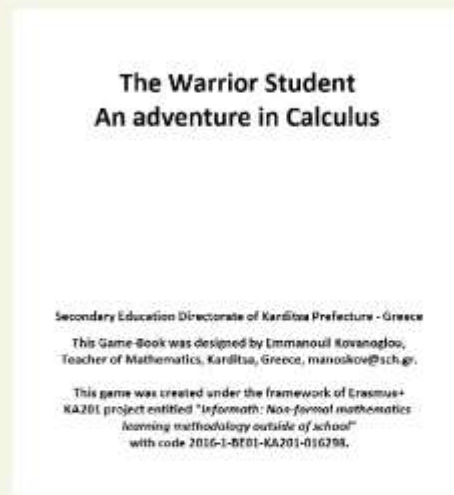 The Warrior Student
An adventure in Calculus
Secondary Education Directorate of Karditsa Prefecture - Greece
This Game-Book was designed by Emmanouil Kovanoglou,
Teacher of Mathematics, Karditsa, Greece, manoskov@sch.gr.
This game was created under the framework of Erasmus+
KA201 project entitled "Informath: Non-formal mathematics
learning methodology outside of school"
with code 2016-1-BE01-KA201-016298.